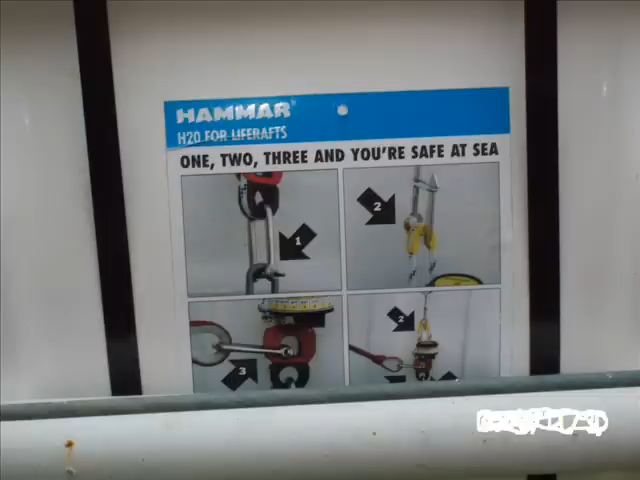 HAMMAR
H20 FOR LIFERAFTS
ONE, TWO, THREE AND YOU'RE SAFE AT SEA
1
2
3
2